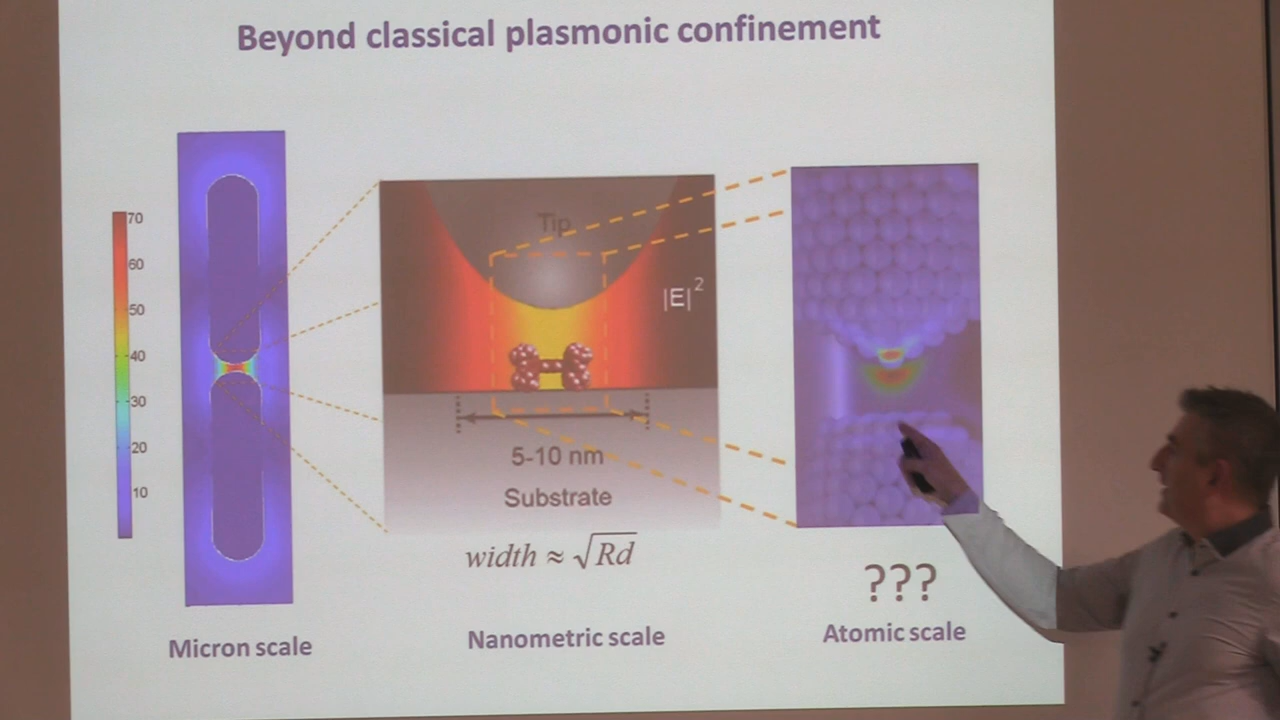 Beyond classical plasmonic confinement
70
60
50
40
30
20
10
Tip
|E|²
5-10 nm
Substrate
width ≈ √Rd
???
Micron scale
Nanometric scale
Atomic scale